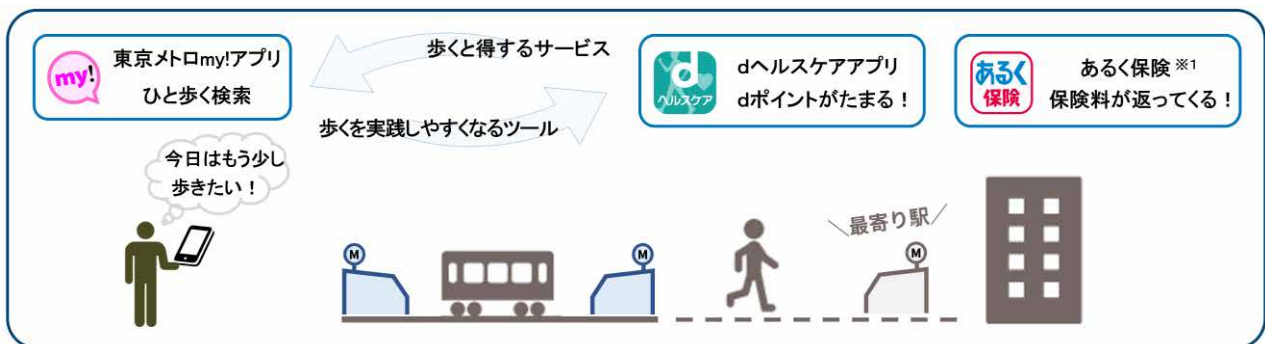 my!
東京メトロmy!アプリ
ひと歩く検索
歩くと得するサービス
歩くを実践しやすくなるツール
d
ヘルスケア
dヘルスケアアプリ
dポイントがたまる！
あるく
保険
あるく保険 ※1
保険料が返ってくる！
今日はもう少し
歩きたい！
M
M
＼最寄り駅／
M